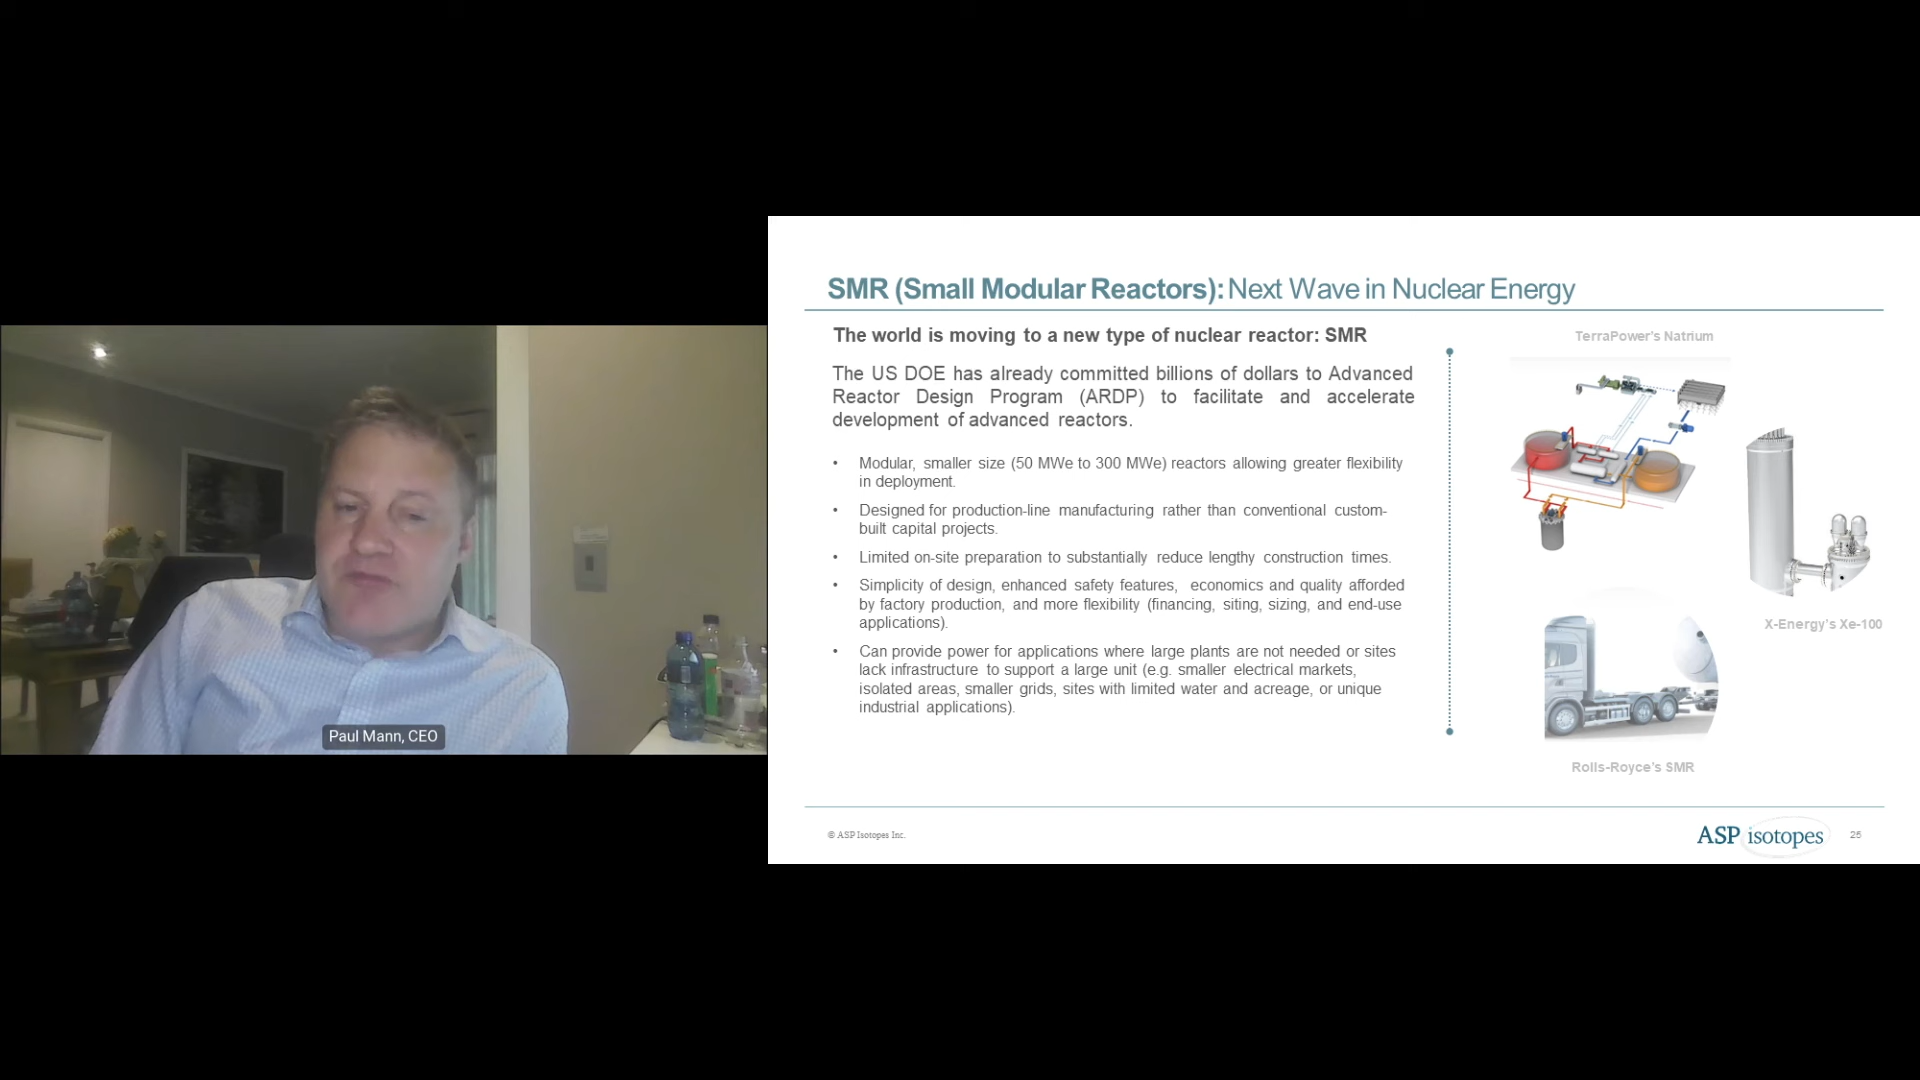 Paul Mann, CEO
SMR (Small Modular Reactors): Next Wave in Nuclear Energy
The world is moving to a new type of nuclear reactor: SMR
The US DOE has already committed billions of dollars to Advanced
Reactor Design Program (ARDP) to facilitate and accelerate
development of advanced reactors.
• Modular, smaller size (50 MWe to 300 MWe) reactors allowing greater flexibility
in deployment.
• Designed for production-line manufacturing rather than conventional custom-
built capital projects.
• Limited on-site preparation to substantially reduce lengthy construction times.
• Simplicity of design, enhanced safety features, economics and quality afforded
by factory production, and more flexibility (financing, siting, sizing, and end-use
applications).
• Can provide power for applications where large plants are not needed or sites
lack infrastructure to support a large unit (e.g. smaller electrical markets,
isolated areas, smaller grids, sites with limited water and acreage, or unique
industrial applications).
TerraPower's Natrium
X-Energy's Xe-100
Rolls-Royce's SMR
© ASP Isotopes Inc.
ASP isotopes
25